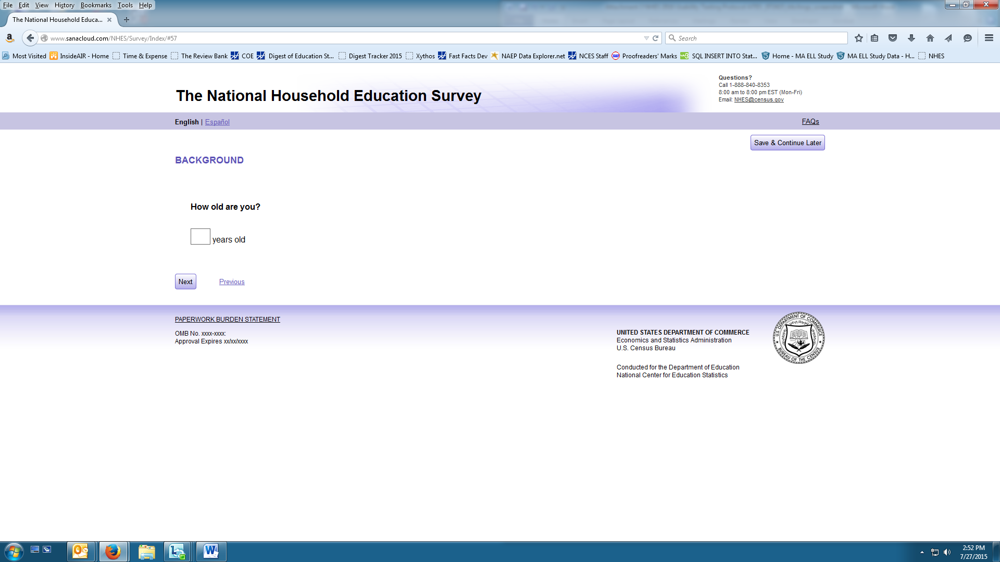 File Edit View History Bookmarks Tools Help
The National Household Educa...
www.sanacloud.com/NHES/Survey/Index/#57
Search
Most Visited InsideAIR - Home Time & Expense The Review Bank COE Digest of Education St... Digest Tracker 2015 Xythos Fast Facts Dev NAEP Data Explorer.net NCES Staff Proofreaders' Marks SQL INSERT INTO Stat... Home - MA ELL Study MA ELL Study Data - H... NHES
Questions?
Call 1-888-840-8353
8:00 am to 8:00 pm EST (Mon-Fri)
Email: NHES@census.gov
The National Household Education Survey
English | Español
FAQs
Save & Continue Later
BACKGROUND
How old are you?
years old
Next Previous
PAPERWORK BURDEN STATEMENT
OMB No. xxxx-xxxx:
Approval Expires xx/xx/xxxx
UNITED STATES DEPARTMENT OF COMMERCE
Economics and Statistics Administration
U.S. Census Bureau
Conducted for the Department of Education
National Center for Education Statistics
U.S. DEPARTMENT OF COMMERCE
BUREAU OF THE CENSUS
2:52 PM
7/27/2015